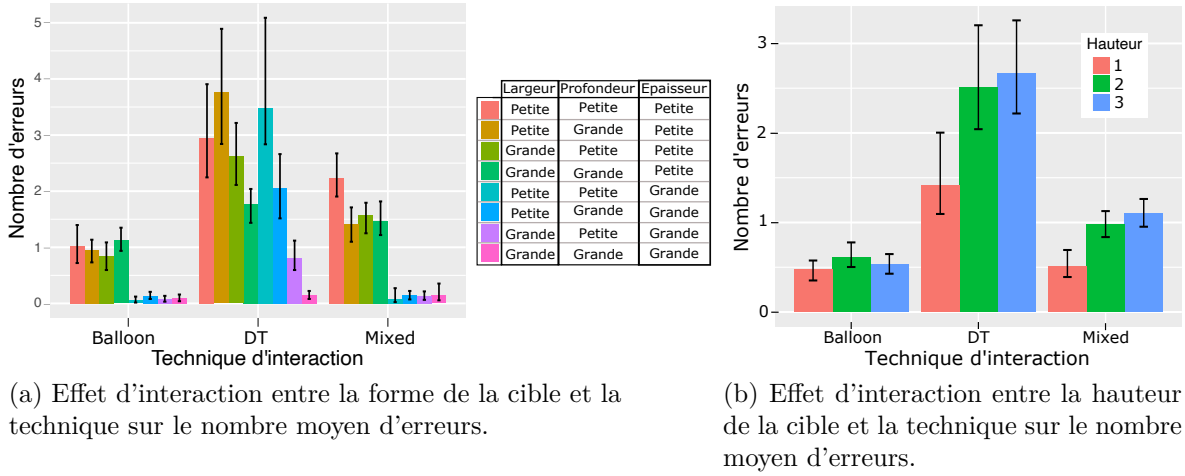 Nombre d'erreurs
5
4
3
2
1
0
Balloon DT Mixed
Technique d'interaction
Largeur Profondeur Epaisseur
Petite Petite Petite
Petite Grande Petite
Grande Petite Petite
Grande Grande Petite
Petite Petite Grande
Petite Grande Grande
Grande Petite Grande
Grande Grande Grande
(a) Effet d'interaction entre la forme de la cible et la
technique sur le nombre moyen d'erreurs.
Nombre d'erreurs
3
2
1
0
Hauteur
1
2
3
Balloon DT Mixed
Technique d'interaction
(b) Effet d'interaction entre la hauteur
de la cible et la technique sur le nombre
moyen d'erreurs.